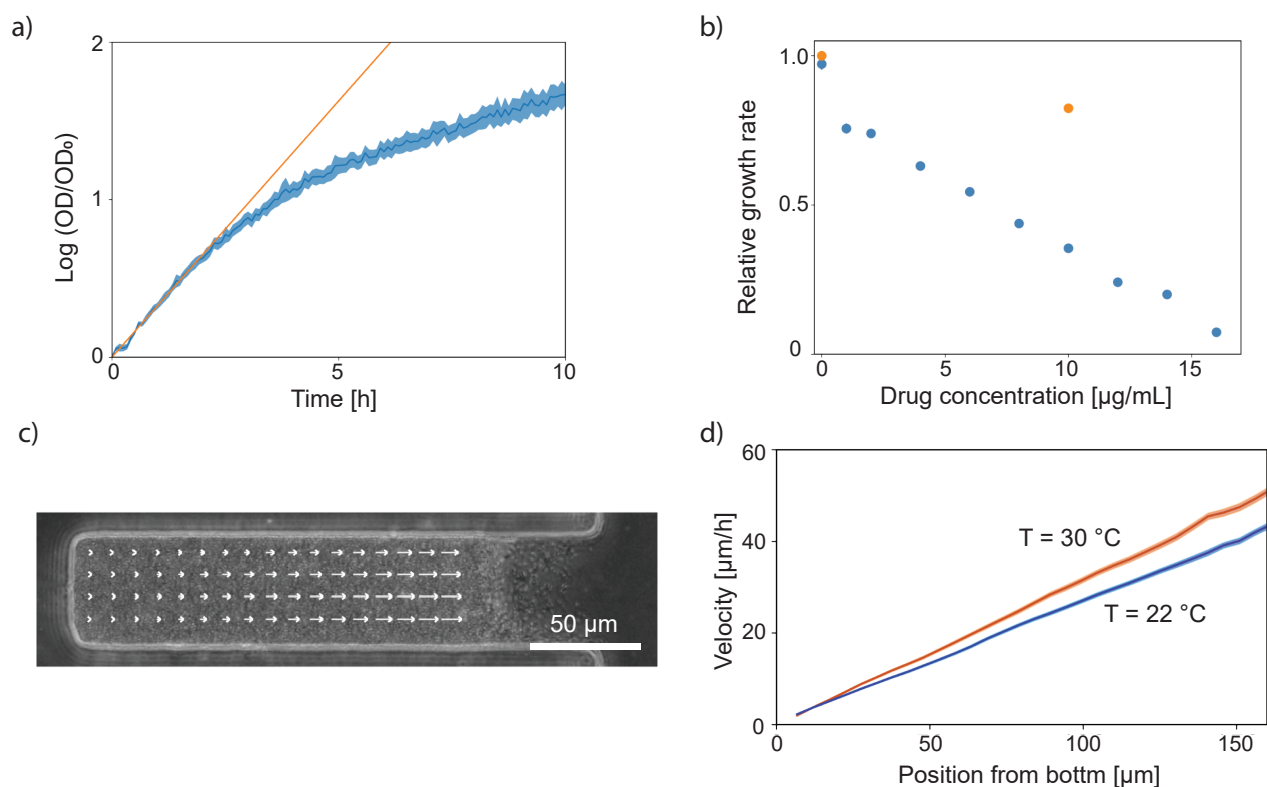 a)
2
1
0
Log (OD/OD₀)
0
5
10
Time [h]
b)
1.0
0.5
0
Relative growth rate
0
5
10
15
Drug concentration [µg/mL]
c)
50 µm
d)
60
40
20
0
Velocity [µm/h]
T = 30 °C
T = 22 °C
0
50
100
150
Position from bottm [µm]